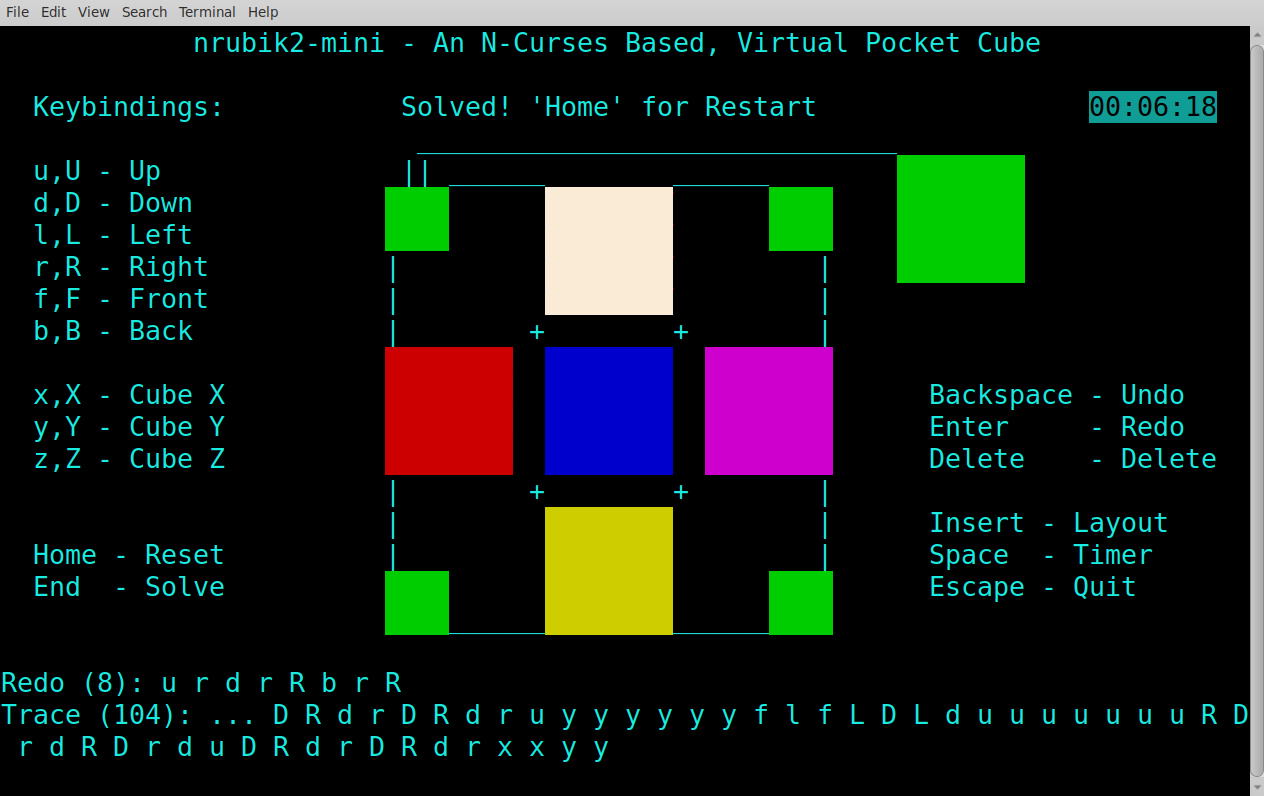 File Edit View Search Terminal Help
nrubik2-mini - An N-Curses Based, Virtual Pocket Cube
Keybindings: Solved! 'Home' for Restart 00:06:18
u,U - Up
d,D - Down
l,L - Left
r,R - Right
f,F - Front
b,B - Back
x,X - Cube X Backspace - Undo
y,Y - Cube Y Enter - Redo
z,Z - Cube Z Delete - Delete
Insert - Layout
Home - Reset Space - Timer
End - Solve Escape - Quit
Redo (8): u r d r R b r R
Trace (104): ... D R d r D R d r u y y y y y y f l f L D L d u u u u u u u R D
r d R D r d u D R d r D R d r x x y y